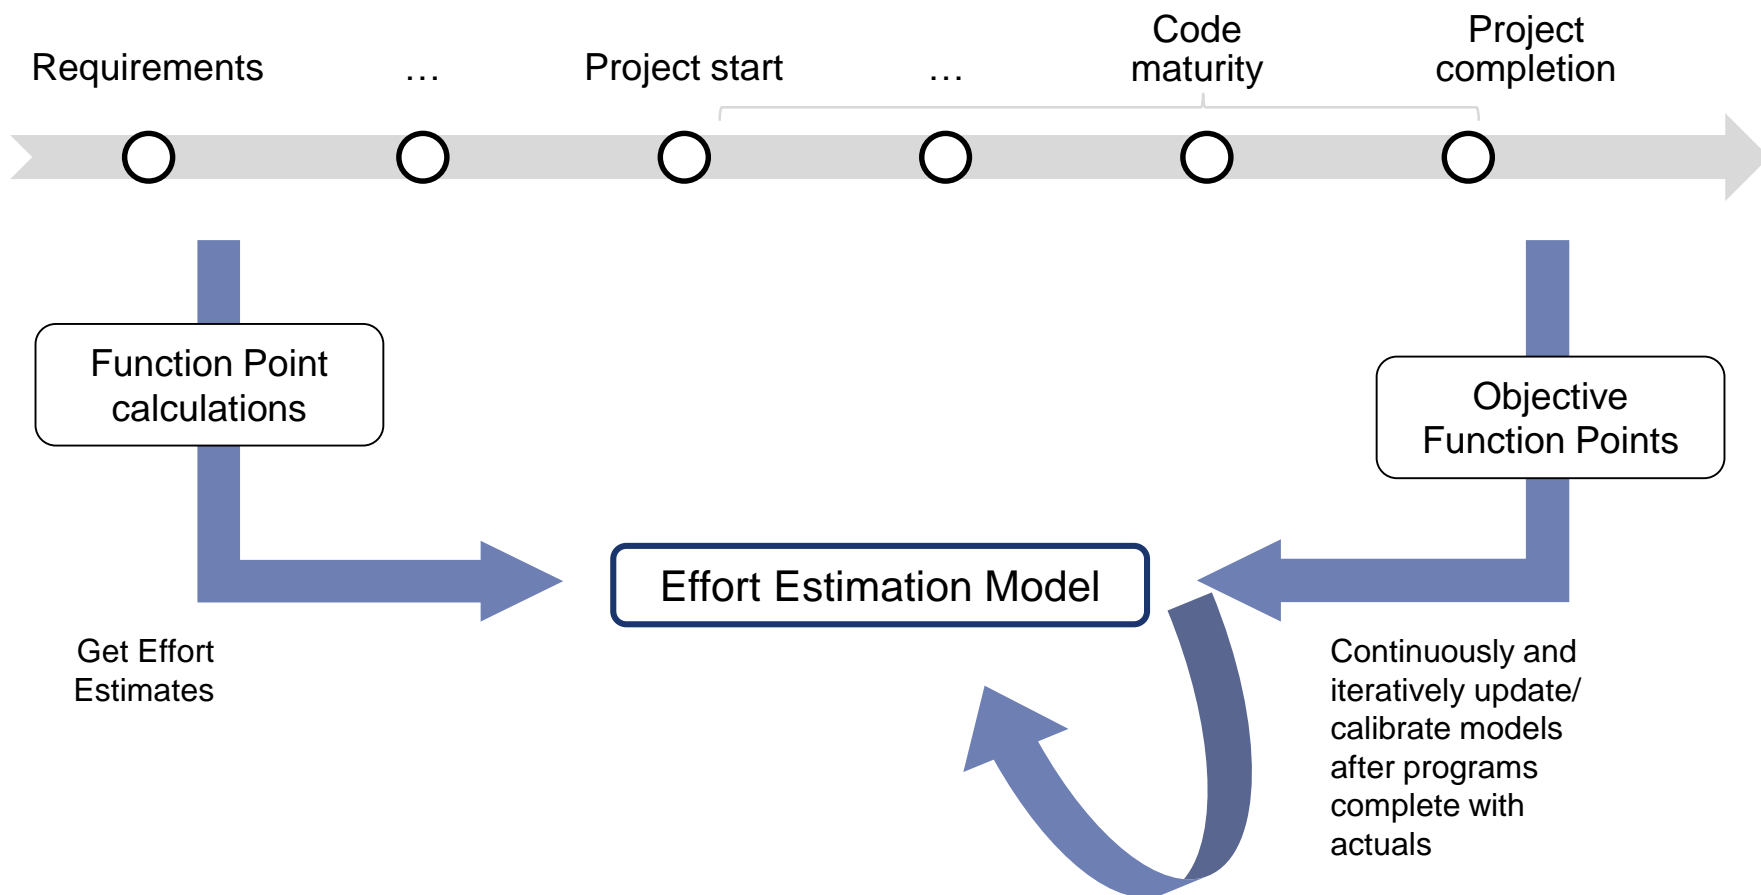 Requirements
…
Project start
…
Code
maturity
Project
completion
Function Point
calculations
Objective
Function Points
Effort Estimation Model
Get Effort
Estimates
Continuously and
iteratively update/
calibrate models
after programs
complete with
actuals